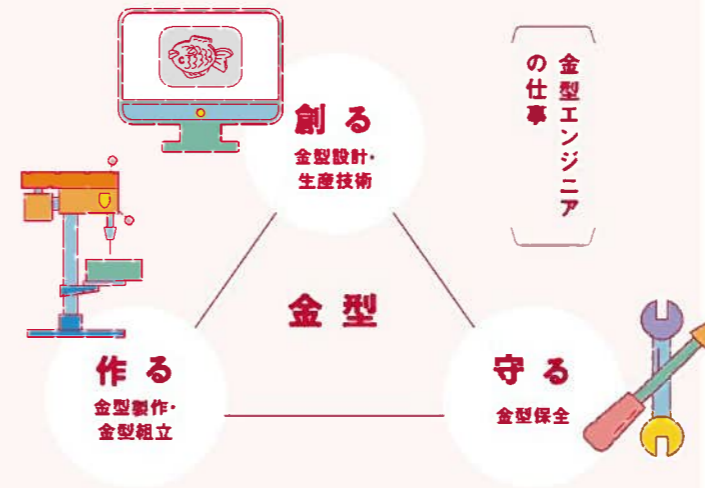 金型エンジニア
の仕事
創る
金型設計・
生産技術
金型
作る
金型製作・
金型組立
守る
金型保全